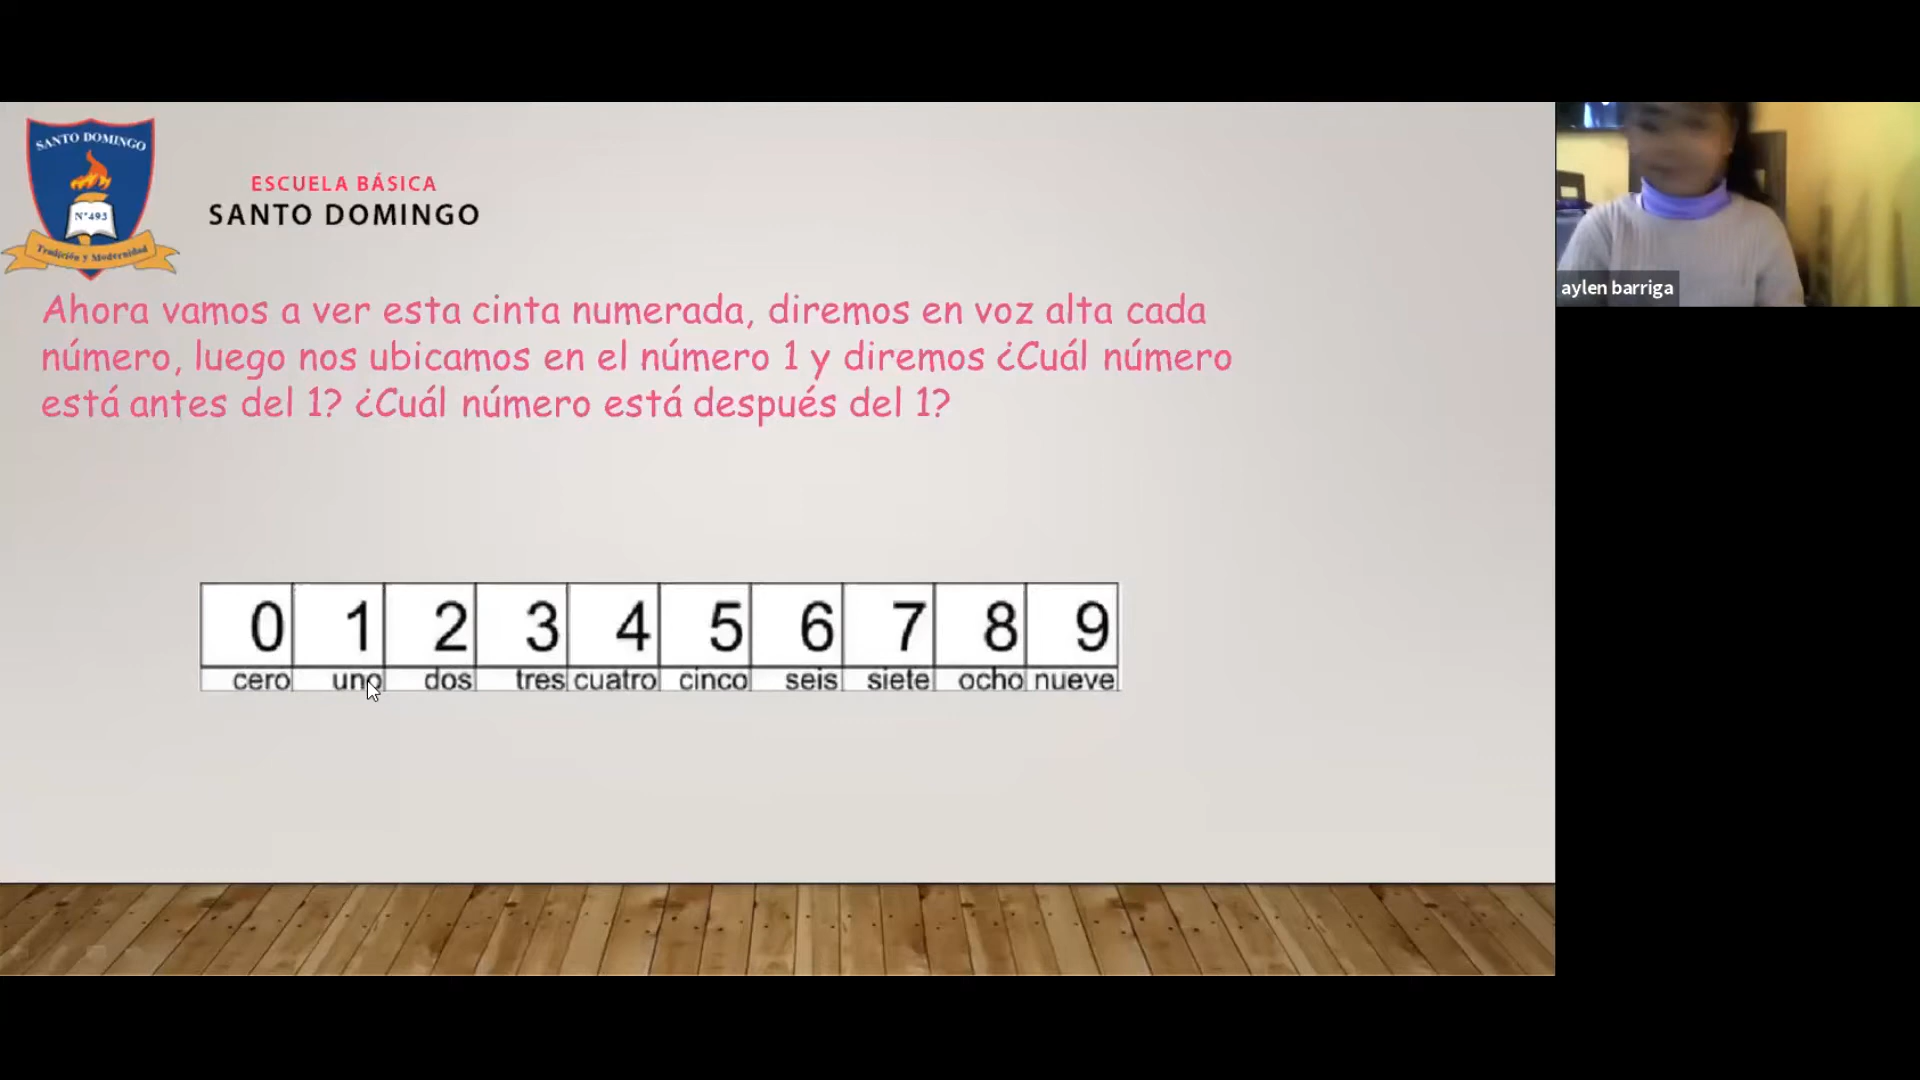 SANTO DOMINGO
N°493
Tradición y Modernidad
ESCUELA BÁSICA
SANTO DOMINGO
Ahora vamos a ver esta cinta numerada, diremos en voz alta cada
número, luego nos ubicamos en el número 1 y diremos ¿Cuál número
está antes del 1? ¿Cuál número está después del 1?
0 1 2 3 4 5 6 7 8 9
cero uno dos tres cuatro cinco seis siete ocho nueve
aylen barriga